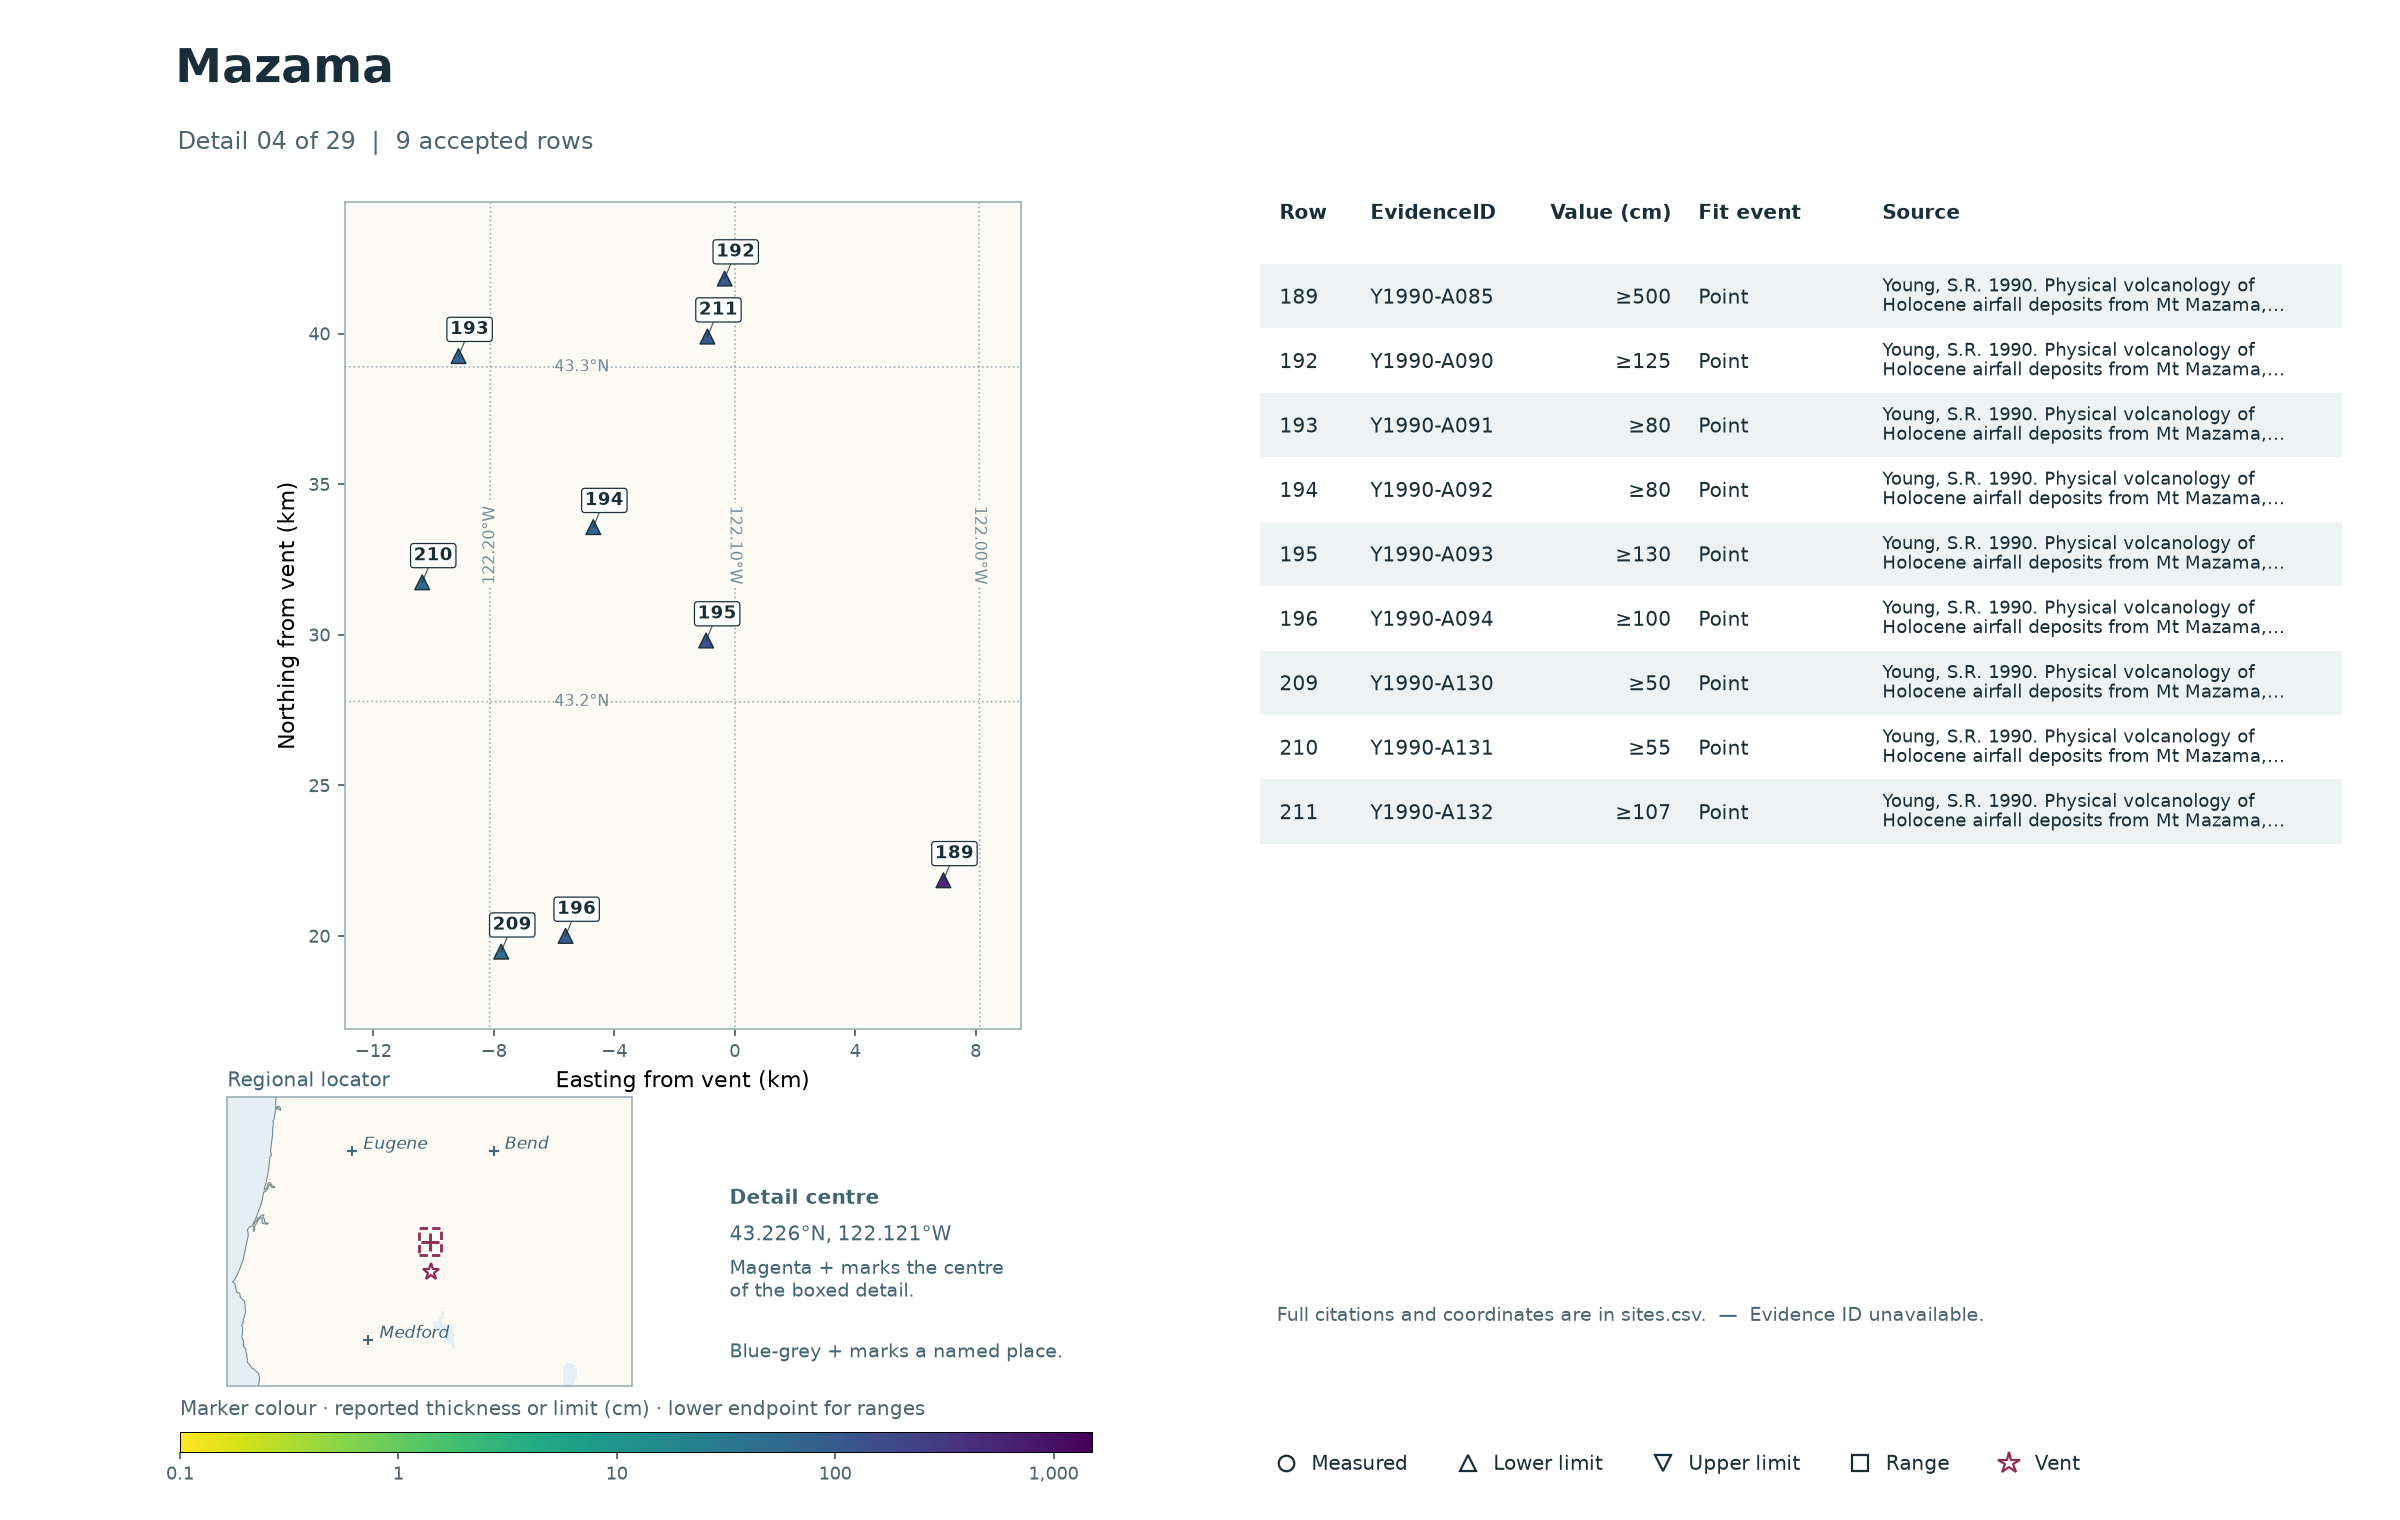 Mazama
Detail 04 of 29 | 9 accepted rows
192
211
193
40
43.3°N
35
194
122.20°W
122.10°W
122.00°W
210
195
30
43.2°N
25
189
196
209
20
Northing from vent (km)
−12
−8
−4
0
4
8
Easting from vent (km)
Regional locator
Eugene
Bend
Medford
Detail centre
43.226°N, 122.121°W
Magenta + marks the centre
of the boxed detail.
Blue-grey + marks a named place.
Marker colour · reported thickness or limit (cm) · lower endpoint for ranges
0.1
1
10
100
1,000
Row EvidenceID Value (cm) Fit event Source
189 Y1990-A085 ≥500 Point Young, S.R. 1990. Physical volcanology of
Holocene airfall deposits from Mt Mazama,…
192 Y1990-A090 ≥125 Point Young, S.R. 1990. Physical volcanology of
Holocene airfall deposits from Mt Mazama,…
193 Y1990-A091 ≥80 Point Young, S.R. 1990. Physical volcanology of
Holocene airfall deposits from Mt Mazama,…
194 Y1990-A092 ≥80 Point Young, S.R. 1990. Physical volcanology of
Holocene airfall deposits from Mt Mazama,…
195 Y1990-A093 ≥130 Point Young, S.R. 1990. Physical volcanology of
Holocene airfall deposits from Mt Mazama,…
196 Y1990-A094 ≥100 Point Young, S.R. 1990. Physical volcanology of
Holocene airfall deposits from Mt Mazama,…
209 Y1990-A130 ≥50 Point Young, S.R. 1990. Physical volcanology of
Holocene airfall deposits from Mt Mazama,…
210 Y1990-A131 ≥55 Point Young, S.R. 1990. Physical volcanology of
Holocene airfall deposits from Mt Mazama,…
211 Y1990-A132 ≥107 Point Young, S.R. 1990. Physical volcanology of
Holocene airfall deposits from Mt Mazama,…
Full citations and coordinates are in sites.csv. — Evidence ID unavailable.
Measured
Lower limit
Upper limit
Range
Vent